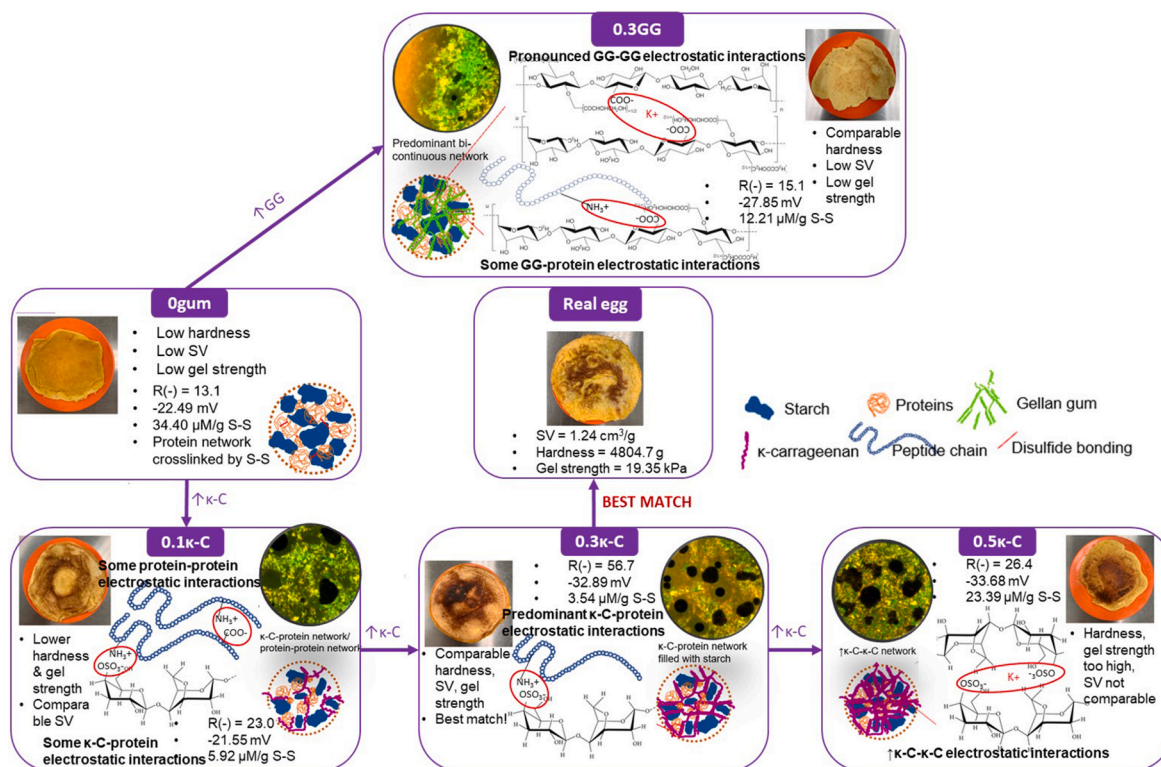 0.3GG
Pronounced GG-GG electrostatic interactions
Predominant bi-
continuous network
COO-
K+
COO-
NH3+
COO-
• Comparable
hardness
• Low SV
• Low gel
strength
• R(-) = 15.1
• -27.85 mV
• 12.21 µM/g S-S
Some GG-protein electrostatic interactions
↑GG
0gum
• Low hardness
• Low SV
• Low gel strength
• R(-) = 13.1
• -22.49 mV
• 34.40 µM/g S-S
• Protein network
crosslinked by S-S
Real egg
• SV = 1.24 cm³/g
• Hardness = 4804.7 g
• Gel strength = 19.35 kPa
Starch
Proteins
Gellan gum
κ-carrageenan
Peptide chain
Disulfide bonding
↑κ-C
BEST MATCH
0.1κ-C
Some protein-protein
electrostatic interactions
NH3+
COO-
NH3+
OSO3-
κ-C-protein network/
protein-protein network
• Lower
hardness
& gel
strength
• Compara
ble SV
• R(-) = 23.0
• -21.55 mV
• 5.92 µM/g S-S
Some κ-C-protein
electrostatic interactions
↑κ-C
0.3κ-C
• R(-) = 56.7
• -32.89 mV
• 3.54 µM/g S-S
Predominant κ-C-protein
electrostatic interactions
• Comparable
hardness,
SV, gel
strength
• Best match!
NH3+
OSO3-
κ-C-protein network
filled with starch
↑κ-C
0.5κ-C
• R(-) = 26.4
• -33.68 mV
• 23.39 µM/g S-S
↑κ-C-κ-C network
OSO3-
K+
-3OSO
• Hardness,
gel strength
too high,
SV not
comparable
↑κ-C-κ-C electrostatic interactions